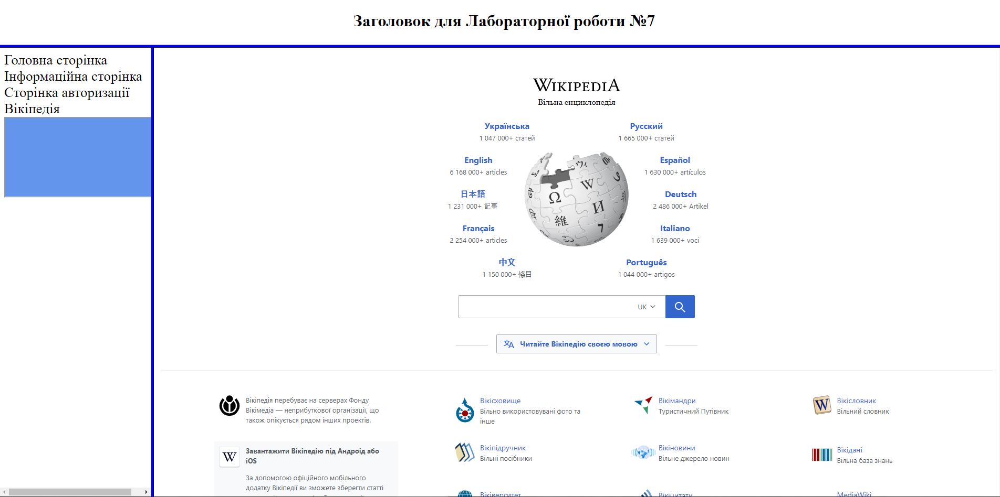 Заголовок для Лабораторної роботи №7
Головна сторінка
Інформаційна сторінка
Сторінка авторизації
Вікіпедія
WIKIPEDIA
Вільна енциклопедія
Українська
1 047 000+ статей
Русский
1 665 000+ статей
English
6 168 000+ articles
Español
1 630 000+ artículos
日本語
1 231 000+ 記事
Deutsch
2 486 000+ Artikel
Français
2 254 000+ articles
Italiano
1 639 000+ voci
中文
1 150 000+ 條目
Português
1 044 000+ artigos
UK
Читайте Вікіпедію своєю мовою
Вікіпедія перебуває на серверах Фонду
Вікімедіа — неприбуткової організації, що
також опікується рядом інших проектів.
Завантажити Вікіпедію під Андроід або
iOS
За допомогою офіційного мобільного
додатку Вікіпедії ви зможете зберегти статті
Вікісховище
Вільно використовувані фото та
інше
Вікімандри
Туристичний Путівник
Вікісловник
Вільний словник
Вікіпідручник
Вільні посібники
Вікіновини
Вільне джерело новин
Вікідані
Вільна база знань
Віківерситет
Вікіцитати
MediaWiki